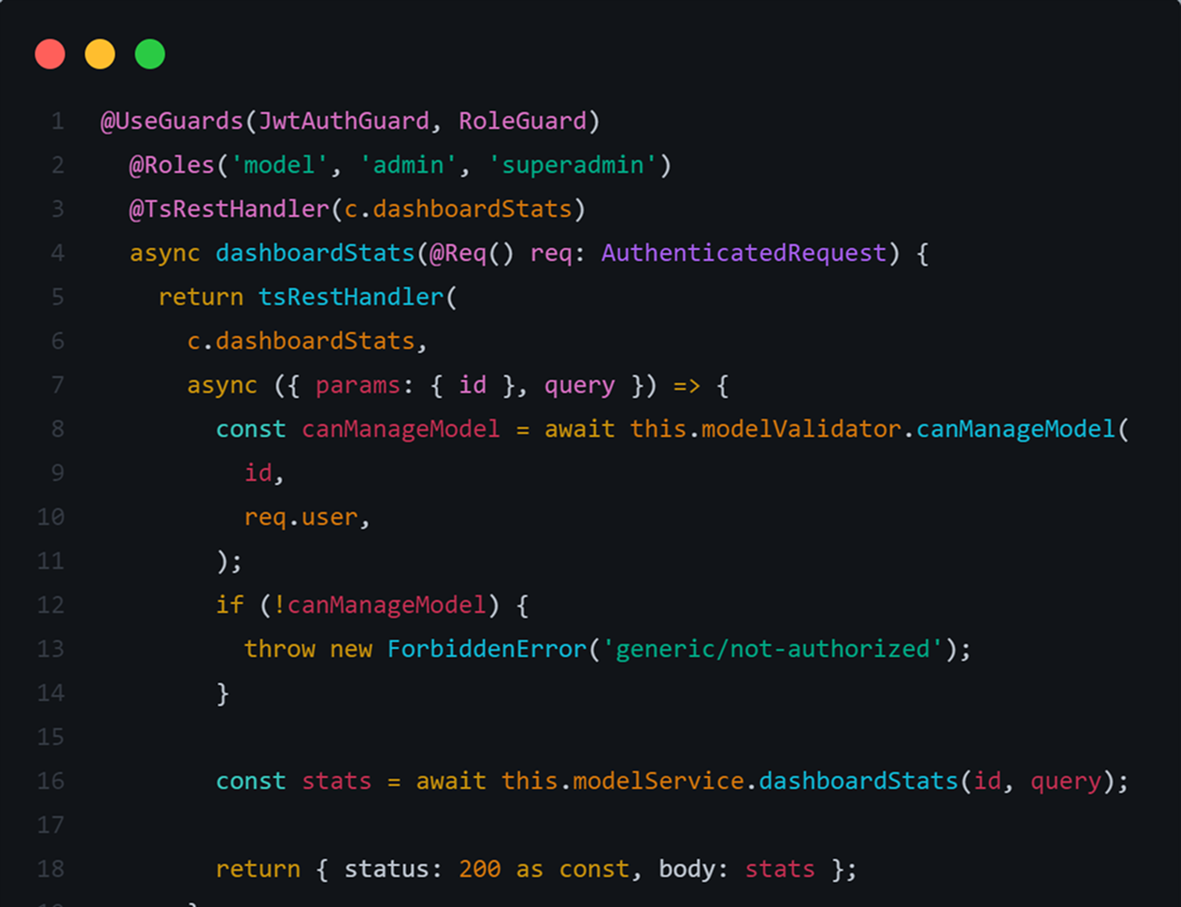 1 @UseGuards(JwtAuthGuard, RoleGuard)
2 @Roles('model', 'admin', 'superadmin')
3 @TsRestHandler(c.dashboardStats)
4 async dashboardStats(@Req() req: AuthenticatedRequest) {
5 return tsRestHandler(
6 c.dashboardStats,
7 async ({ params: { id }, query }) => {
8 const canManageModel = await this.modelValidator.canManageModel(
9 id,
10 req.user,
11 );
12 if (!canManageModel) {
13 throw new ForbiddenError('generic/not-authorized');
14 }
15
16 const stats = await this.modelService.dashboardStats(id, query);
17
18 return { status: 200 as const, body: stats };